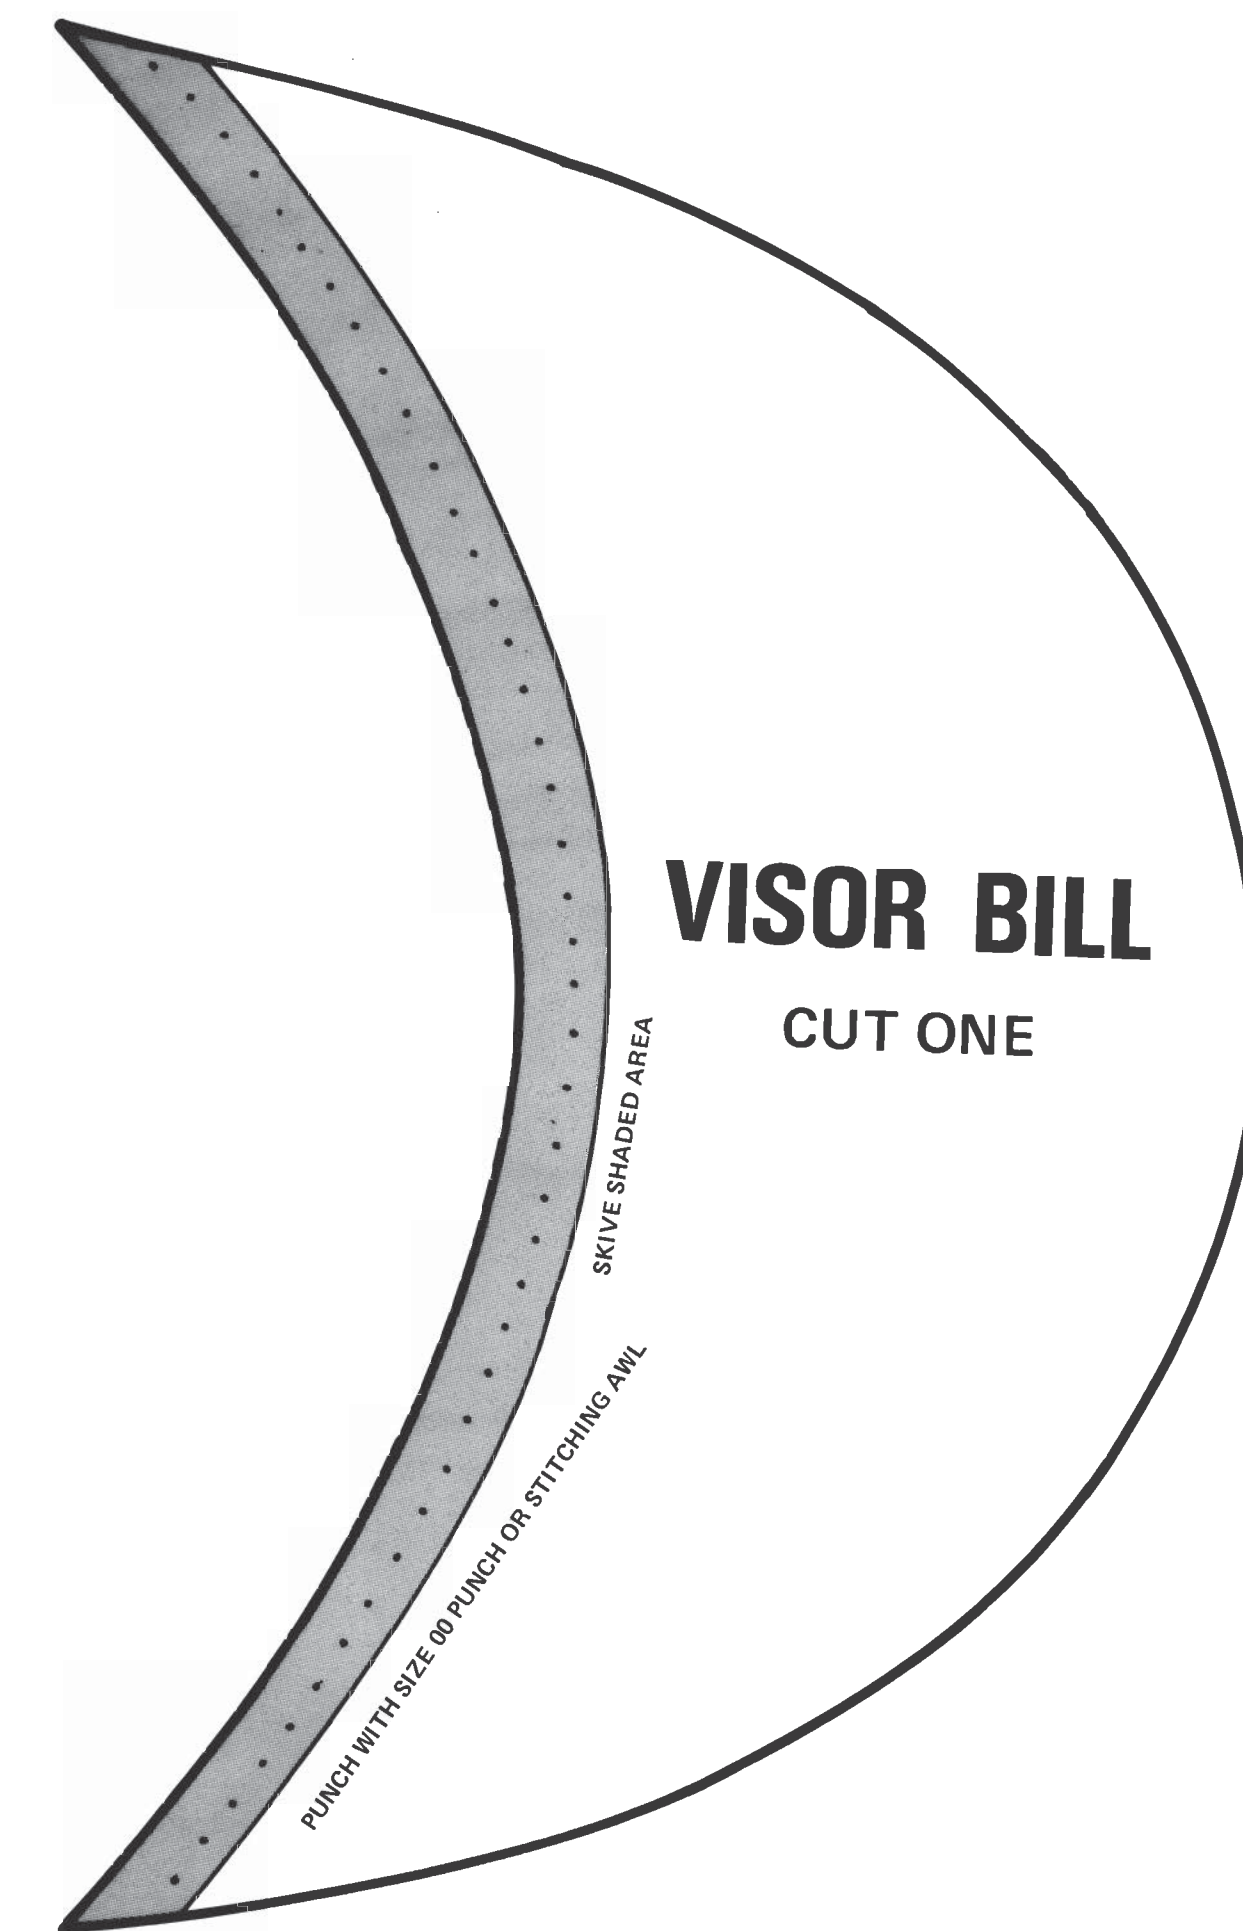 VISOR BILL
CUT ONE
SKIVE SHADED AREA
PUNCH WITH SIZE 00 PUNCH OR STITCHING AWL